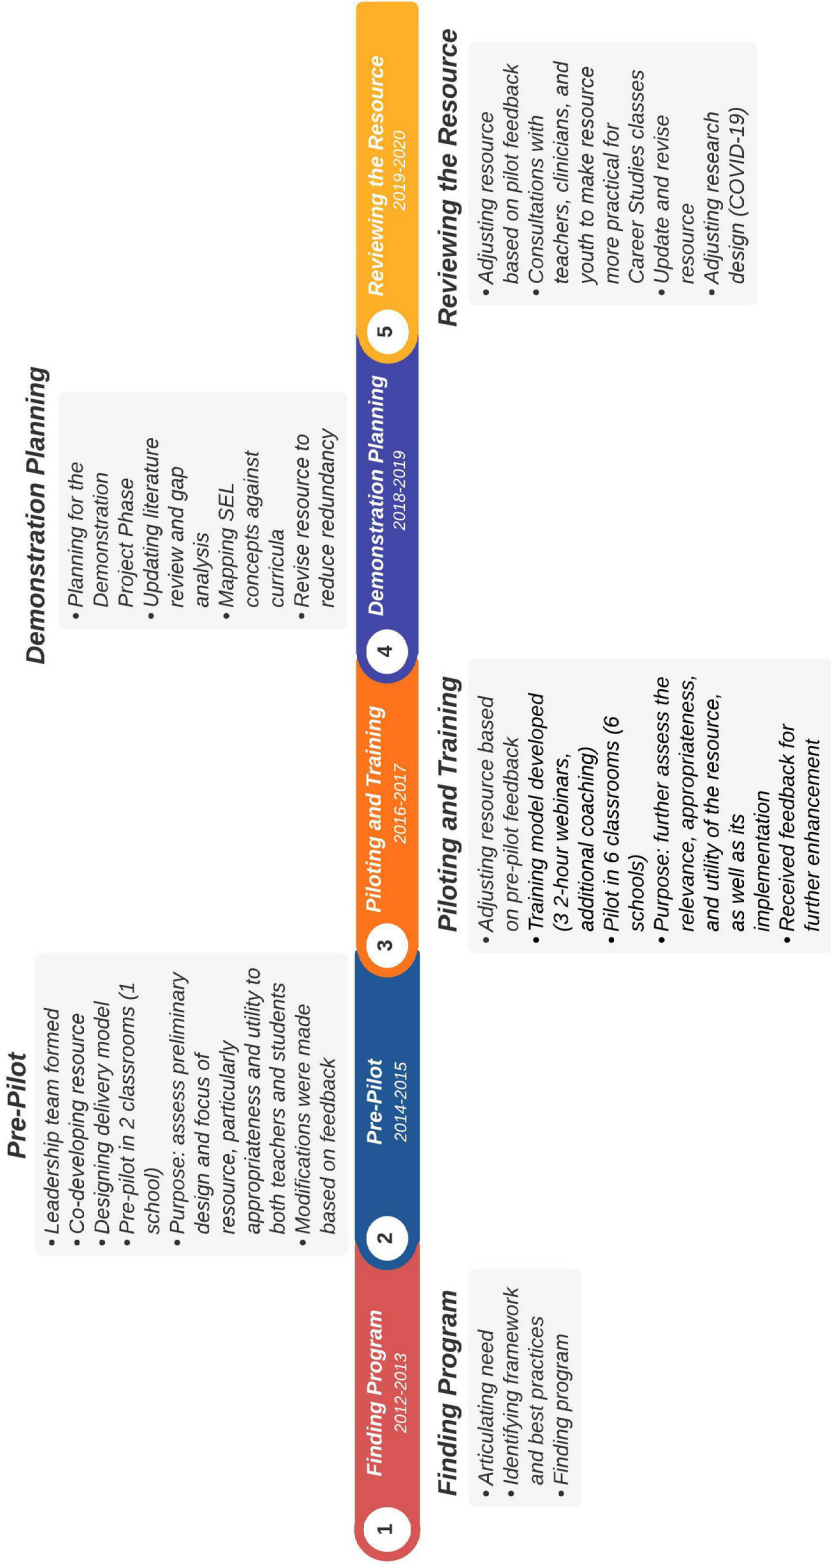 Pre-Pilot
• Leadership team formed
• Co-developing resource
• Designing delivery model
• Pre-pilot in 2 classrooms (1
school)
• Purpose: assess preliminary
design and focus of
resource, particularly
appropriateness and utility to
both teachers and students
• Modifications were made
based on feedback
Demonstration Planning
• Planning for the
Demonstration
Project Phase
• Updating literature
review and gap
analysis
• Mapping SEL
concepts against
curricula
• Revise resource to
reduce redundancy
1
Finding Program
2012-2013
2
Pre-Pilot
2014-2015
3
Piloting and Training
2016-2017
4
Demonstration Planning
2018-2019
5
Reviewing the Resource
2019-2020
Finding Program
• Articulating need
• Identifying framework
and best practices
• Finding program
Piloting and Training
• Adjusting resource based
on pre-pilot feedback
• Training model developed
(3 2-hour webinars,
additional coaching)
• Pilot in 6 classrooms (6
schools)
• Purpose: further assess the
relevance, appropriateness,
and utility of the resource,
as well as its
implementation
• Received feedback for
further enhancement
Reviewing the Resource
• Adjusting resource
based on pilot feedback
• Consultations with
teachers, clinicians, and
youth to make resource
more practical for
Career Studies classes
• Update and revise
resource
• Adjusting research
design (COVID-19)